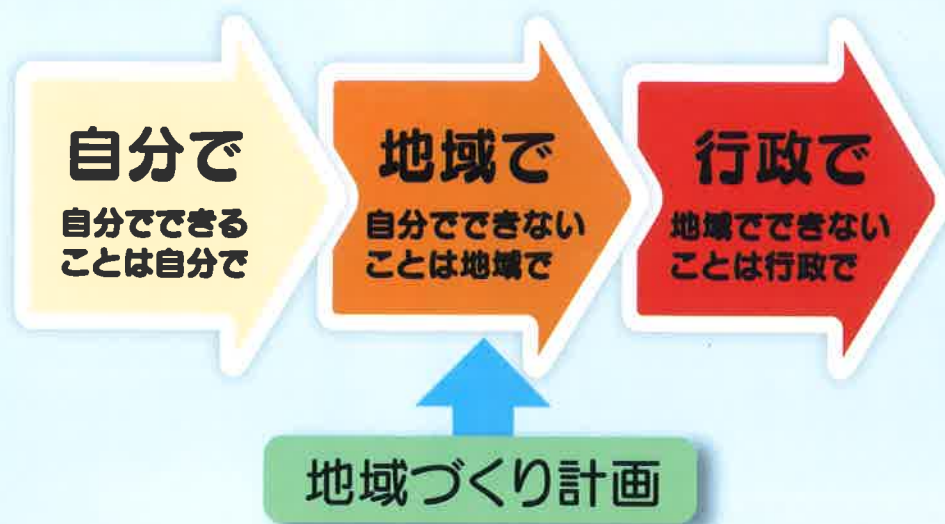 自分で
自分でできる
ことは自分で
地域で
自分でできない
ことは地域で
行政で
地域でできない
ことは行政で
地域づくり計画